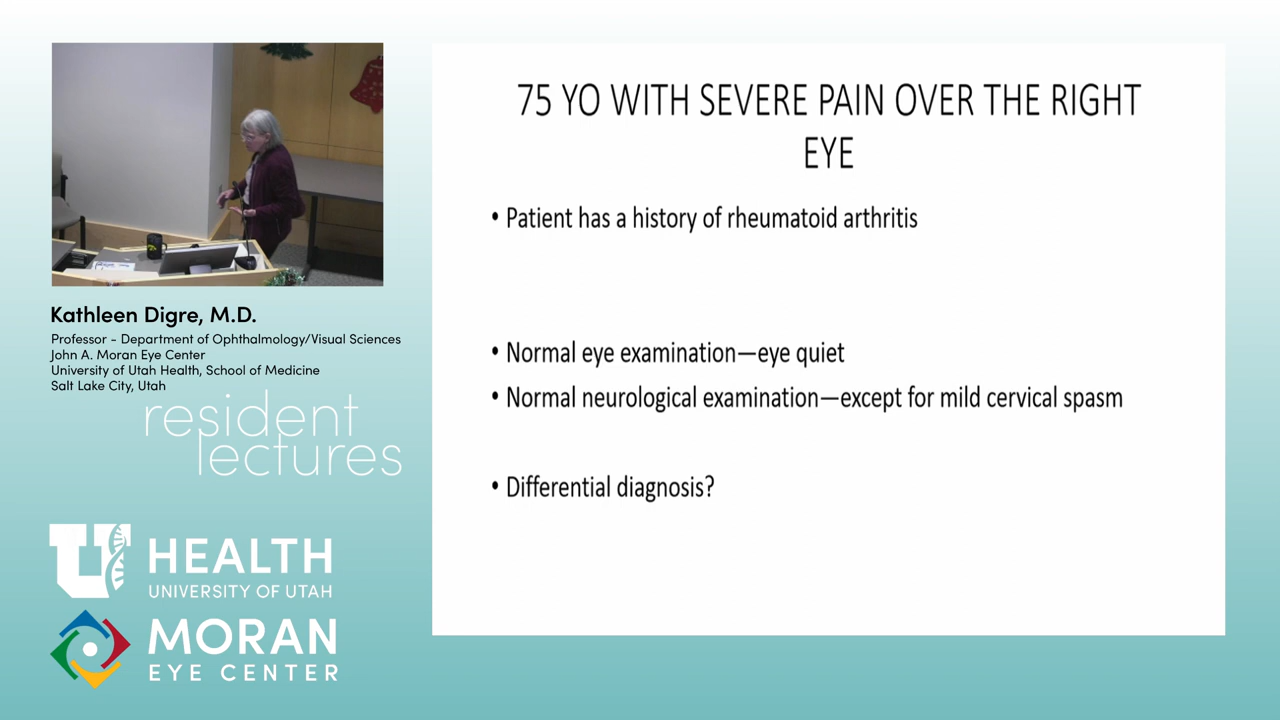 75 YO WITH SEVERE PAIN OVER THE RIGHT
EYE
• Patient has a history of rheumatoid arthritis
• Normal eye examination—eye quiet
• Normal neurological examination—except for mild cervical spasm
• Differential diagnosis?
Kathleen Digre, M.D.
Professor - Department of Ophthalmology/Visual Sciences
John A. Moran Eye Center
University of Utah Health, School of Medicine
Salt Lake City, Utah
resident
lectures
U HEALTH
UNIVERSITY OF UTAH
MORAN
EYE CENTER